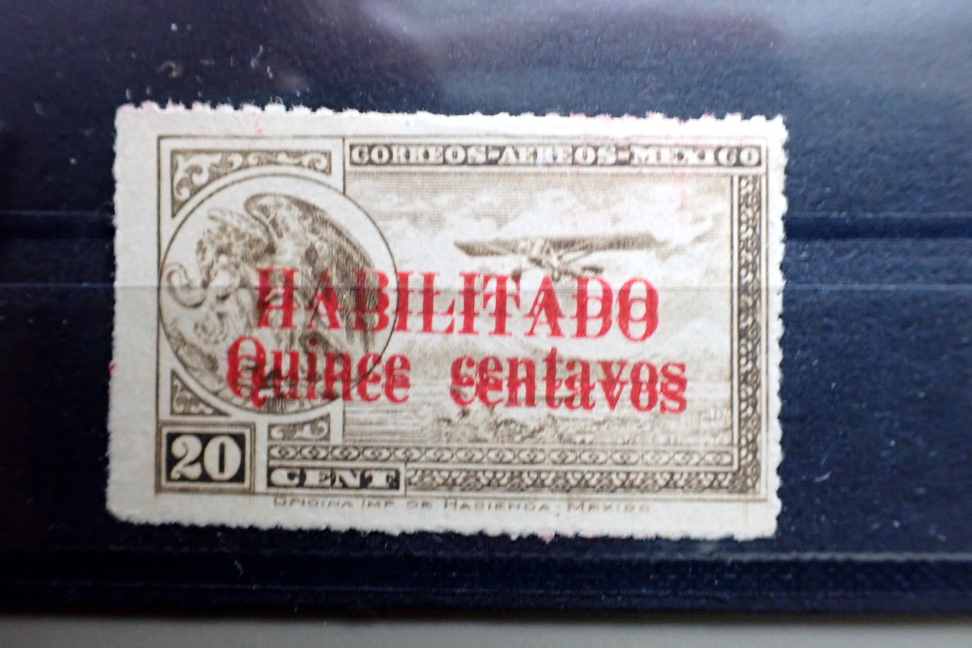 CORREOS-AEREOS-MEXICO
HABILITADO
Quince centavos
20
CENT
OFICINA IMP. DE HACIENDA, MEXICO